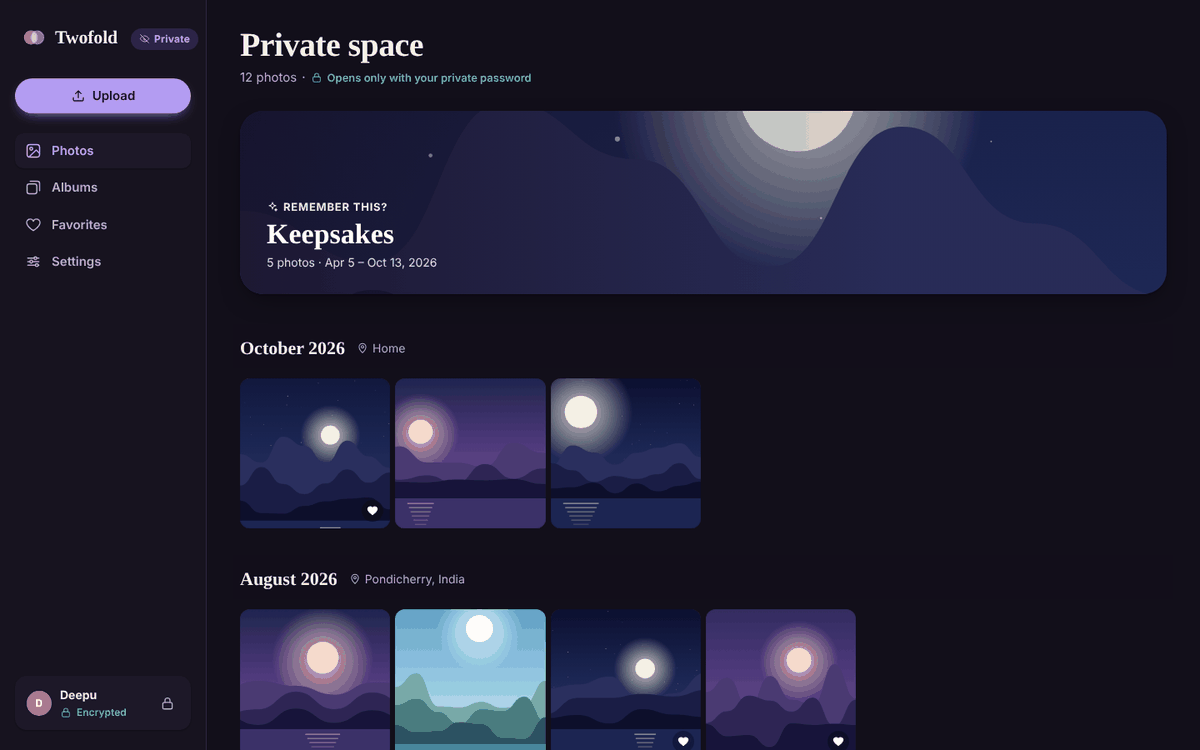 Twofold
Private
Upload
Photos
Albums
Favorites
Settings
D
Deepu
Encrypted
Private space
12 photos · Opens only with your private password
REMEMBER THIS?
Keepsakes
5 photos · Apr 5 – Oct 13, 2026
October 2026 Home
August 2026 Pondicherry, India